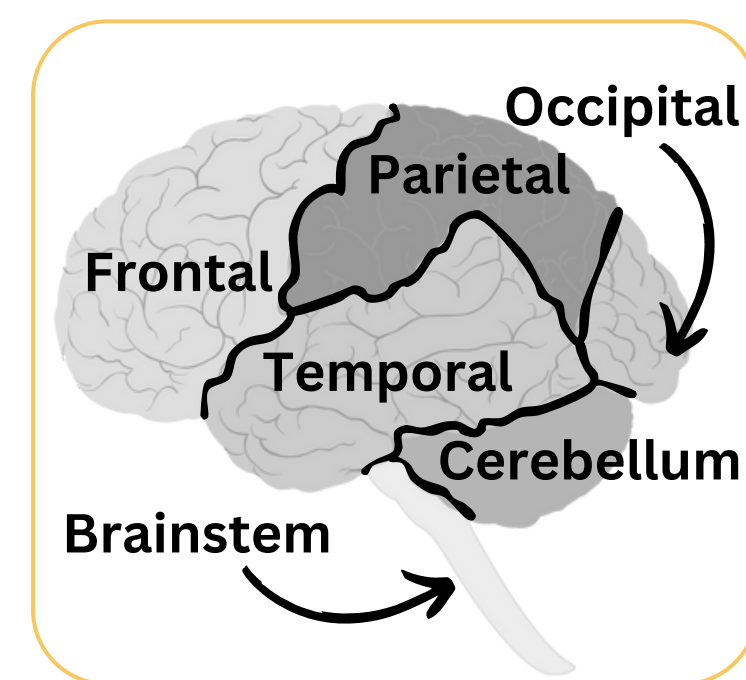 Occipital
Parietal
Frontal
Temporal
Cerebellum
Brainstem